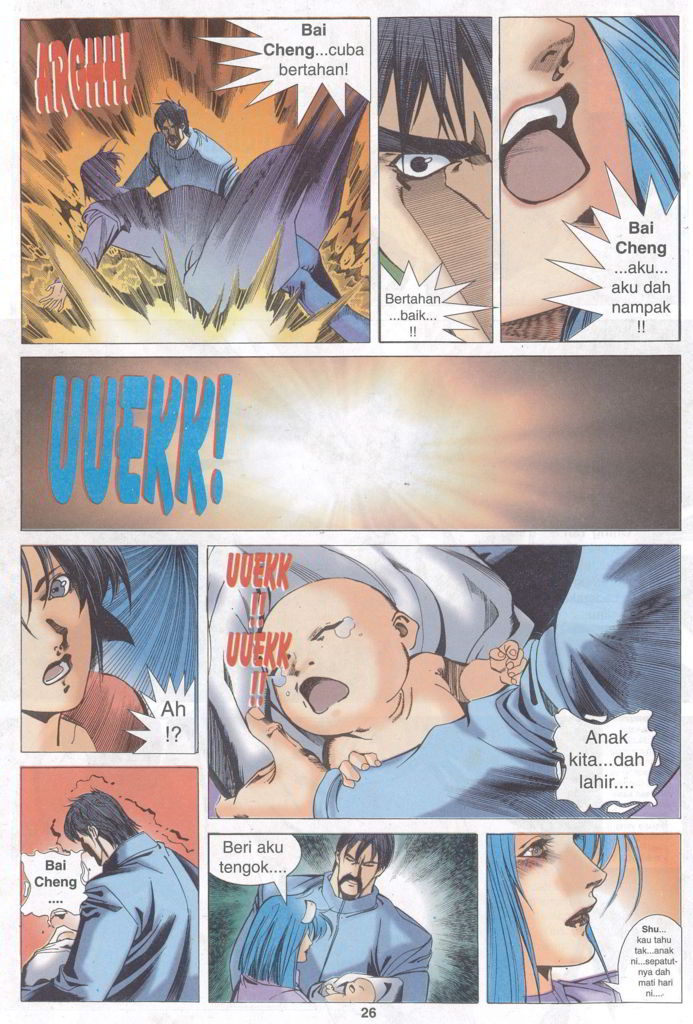 ARGHH!
Bai
Cheng...cuba
bertahan!
Bertahan
...baik...
!!
Bai
Cheng
...aku...
aku dah
nampak
!!
UUEKK!
Ah
!?
UUEKK
!!
UUEKK
!!
Anak
kita...dah
lahir....
Bai
Cheng
....
Beri aku
tengok....
Shu...
kau tahu
tak...anak
ni...sepatut-
nya dah
mati hari
ni....
26